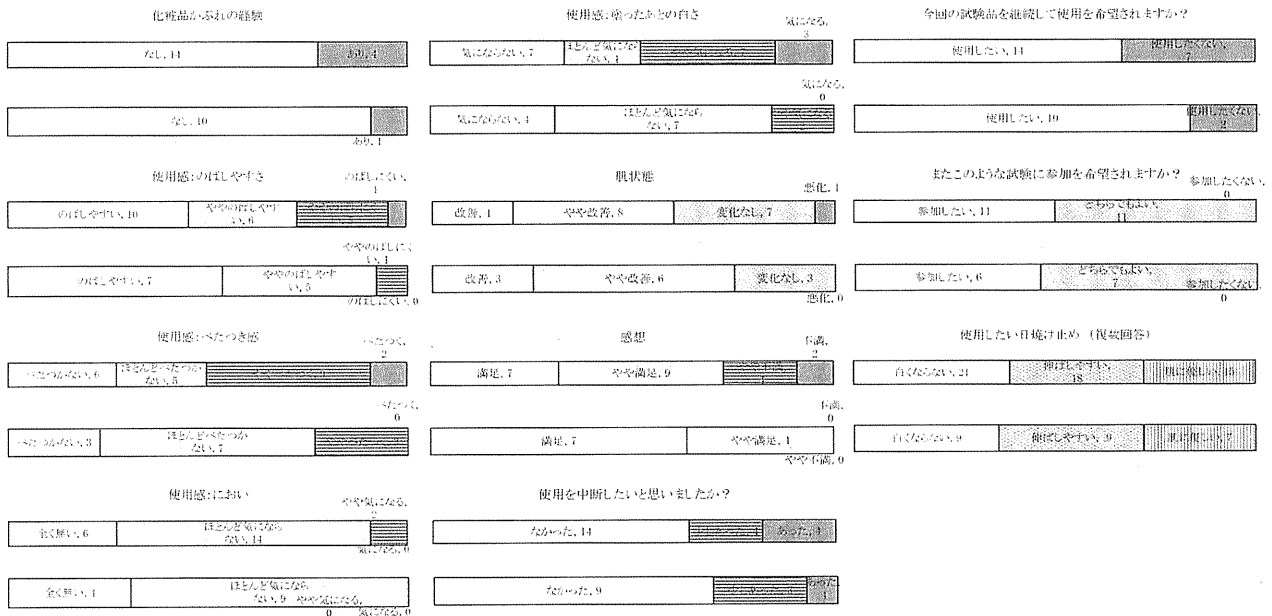 化粧品かぶれの経験
なし, 14
あり, 4
なし, 10
あり, 1
使用感:のばしやすさ
のばしにくい,
1
のばしやすい, 10
ややのばしやす
い, 6
ややのばしにく
い, 1
のばしやすい, 7
ややのばしやす
い, 5
のばしにくい, 0
使用感:べたつき感
べたつく,
2
べたつかない, 6
ほとんどべたつか
ない, 5
べたつく,
0
べたつかない, 3
ほとんどべたつか
ない, 7
使用感:におい
やや気になる,
2
全く無い, 6
ほとんど気になら
ない, 14
気になる, 0
全く無い, 4
ほとんど気になら
ない, 9
やや気になる,
0
気になる, 0
使用感:塗ったあとの白さ
気になる,
3
気にならない, 7
ほとんど気になら
ない, 4
気になる,
0
気にならない, 4
ほとんど気になら
ない, 7
肌状態
悪化, 1
改善, 4
やや改善, 8
変化なし, 7
改善, 3
やや改善, 6
変化なし, 3
悪化, 0
感想
不満,
2
満足, 7
やや満足, 9
不満,
0
満足, 7
やや満足, 4
やや不満, 0
使用を中断したいと思いましたか?
なかった, 14
あった, 4
なかった, 9
あった,
1
今回の試験品を継続して使用を希望されますか?
使用したい, 14
使用したくない,
7
使用したい, 10
使用したくない,
2
またこのような試験に参加を希望されますか?
参加したくない,
0
参加したい, 11
どちらでもよい,
11
参加したい, 6
どちらでもよい,
7
参加したくない,
0
使用したい日焼け止め (複数回答)
白くならない, 21
伸ばしやすい,
18
肌に優しい, 15
白くならない, 9
伸ばしやすい, 9
肌に優しい, 7